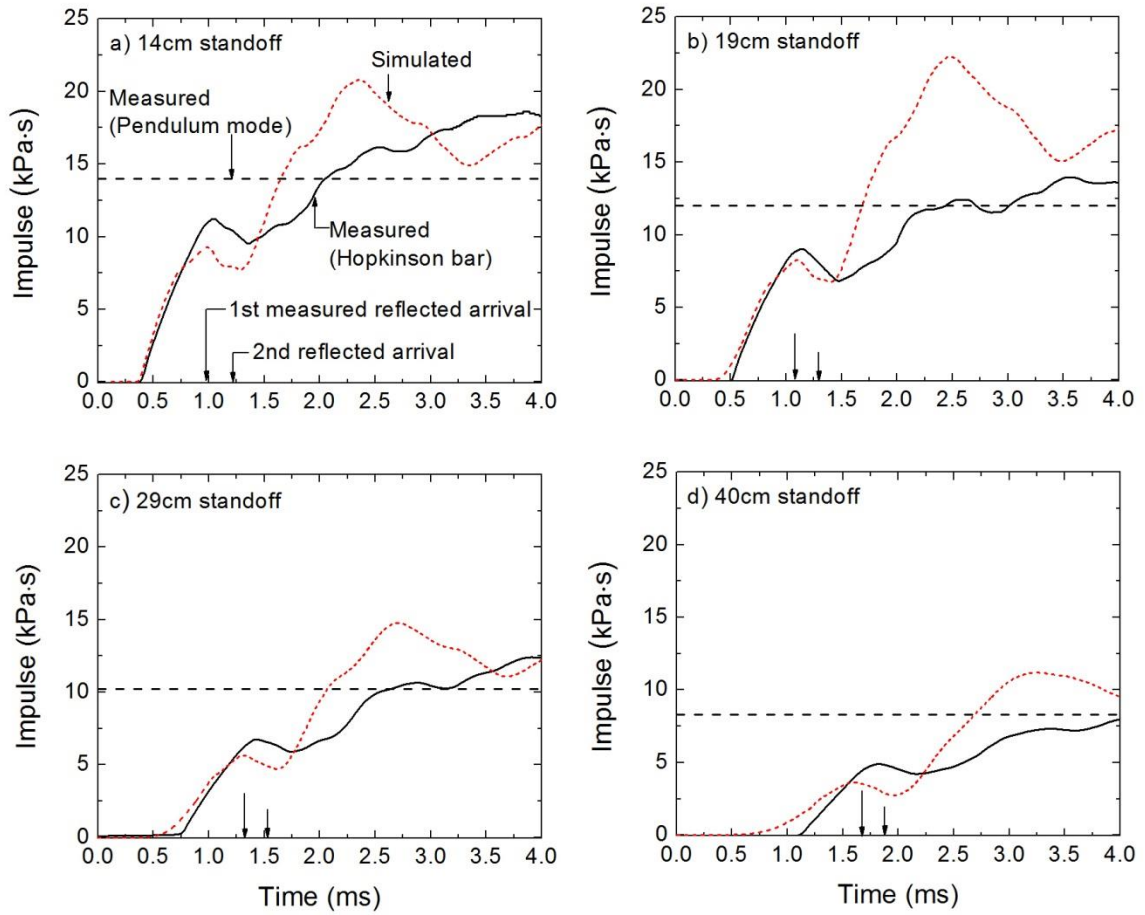 25
20
15
10
5
0
Impulse (kPa·s)
a) 14cm standoff
Simulated
Measured
(Pendulum mode)
Measured
(Hopkinson bar)
1st measured reflected arrival
2nd reflected arrival
0.0 0.5 1.0 1.5 2.0 2.5 3.0 3.5 4.0
25
20
15
10
5
0
Impulse (kPa·s)
b) 19cm standoff
0.0 0.5 1.0 1.5 2.0 2.5 3.0 3.5 4.0
25
20
15
10
5
0
Impulse (kPa·s)
c) 29cm standoff
0.0 0.5 1.0 1.5 2.0 2.5 3.0 3.5 4.0
Time (ms)
25
20
15
10
5
0
Impulse (kPa·s)
d) 40cm standoff
0.0 0.5 1.0 1.5 2.0 2.5 3.0 3.5 4.0
Time (ms)